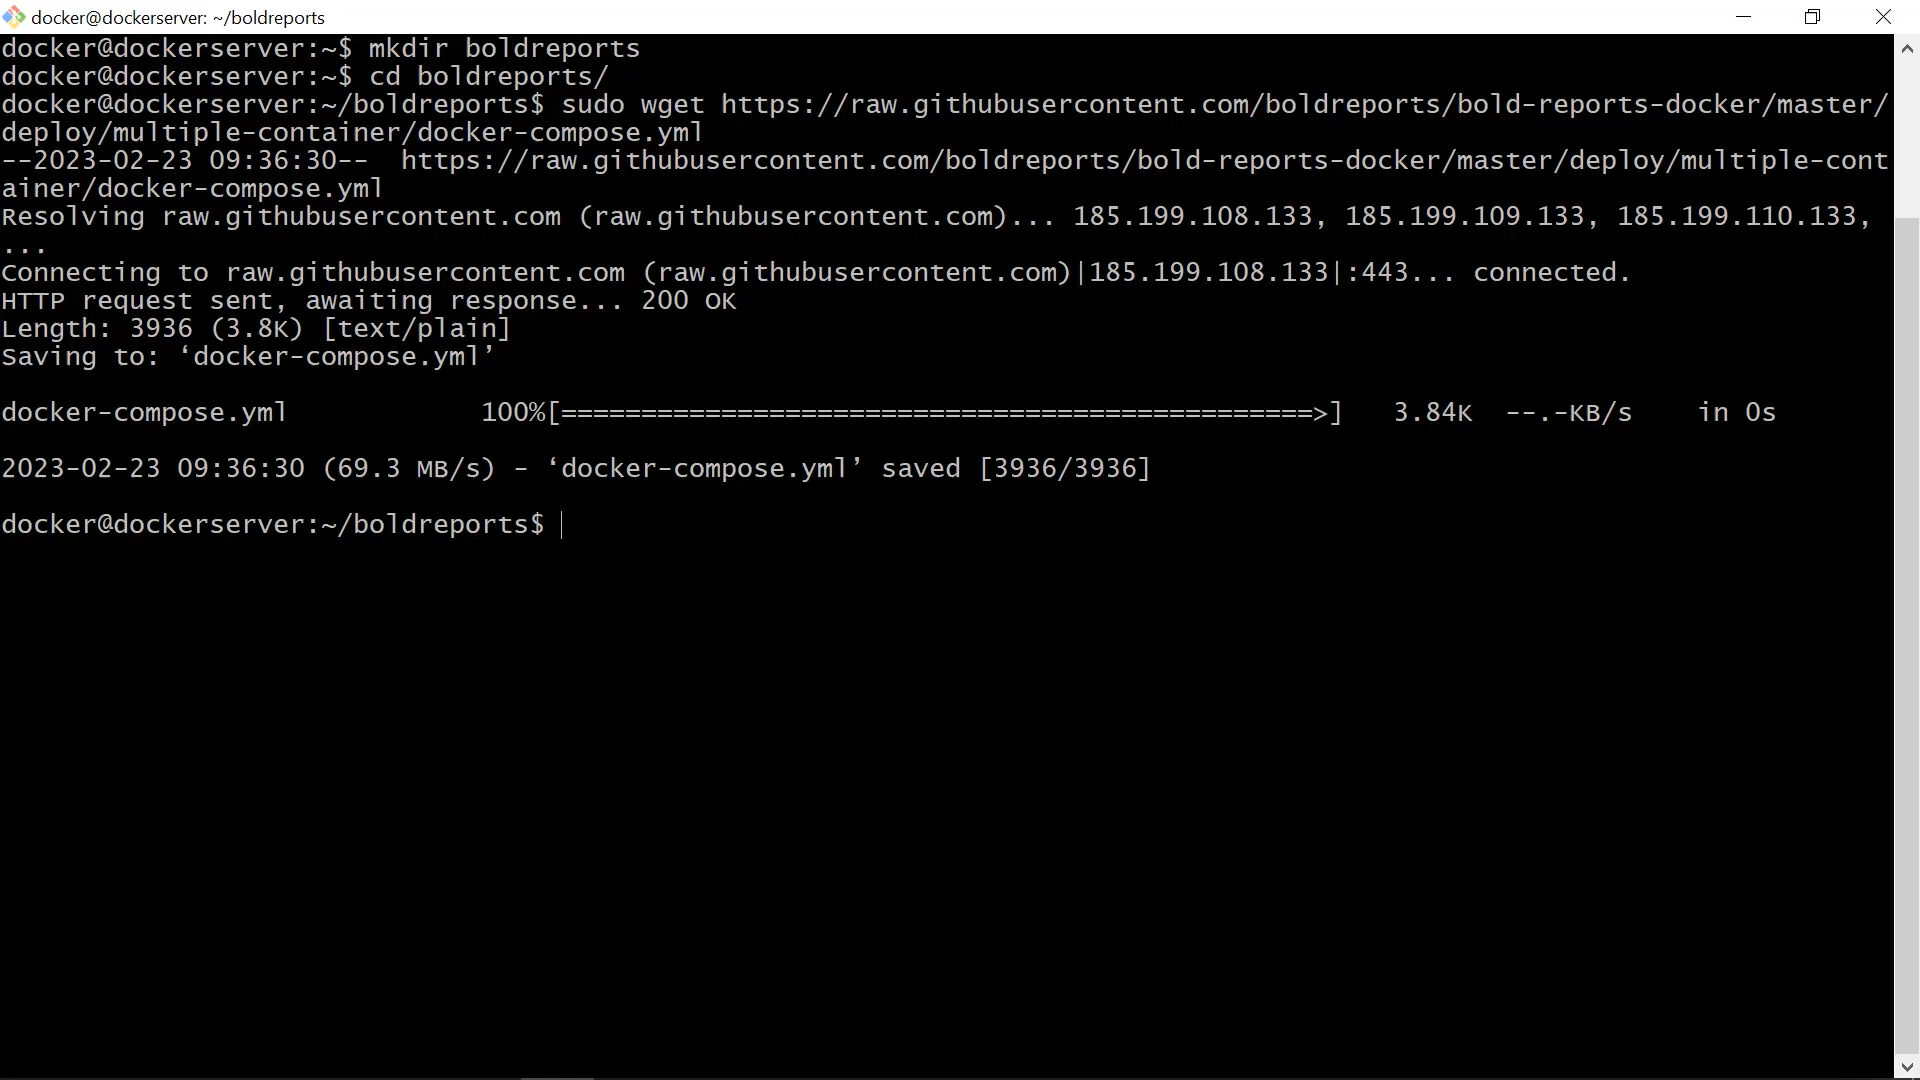 docker@dockerserver: ~/boldreports
docker@dockerserver:~$ mkdir boldreports
docker@dockerserver:~$ cd boldreports/
docker@dockerserver:~/boldreports$ sudo wget https://raw.githubusercontent.com/boldreports/bold-reports-docker/master/
deploy/multiple-container/docker-compose.yml
--2023-02-23 09:36:30--  https://raw.githubusercontent.com/boldreports/bold-reports-docker/master/deploy/multiple-cont
ainer/docker-compose.yml
Resolving raw.githubusercontent.com (raw.githubusercontent.com)... 185.199.108.133, 185.199.109.133, 185.199.110.133,
...
Connecting to raw.githubusercontent.com (raw.githubusercontent.com)|185.199.108.133|:443... connected.
HTTP request sent, awaiting response... 200 OK
Length: 3936 (3.8K) [text/plain]
Saving to: ‘docker-compose.yml’
docker-compose.yml            100%[===============================================>]   3.84K  --.-KB/s    in 0s
2023-02-23 09:36:30 (69.3 MB/s) - ‘docker-compose.yml’ saved [3936/3936]
docker@dockerserver:~/boldreports$